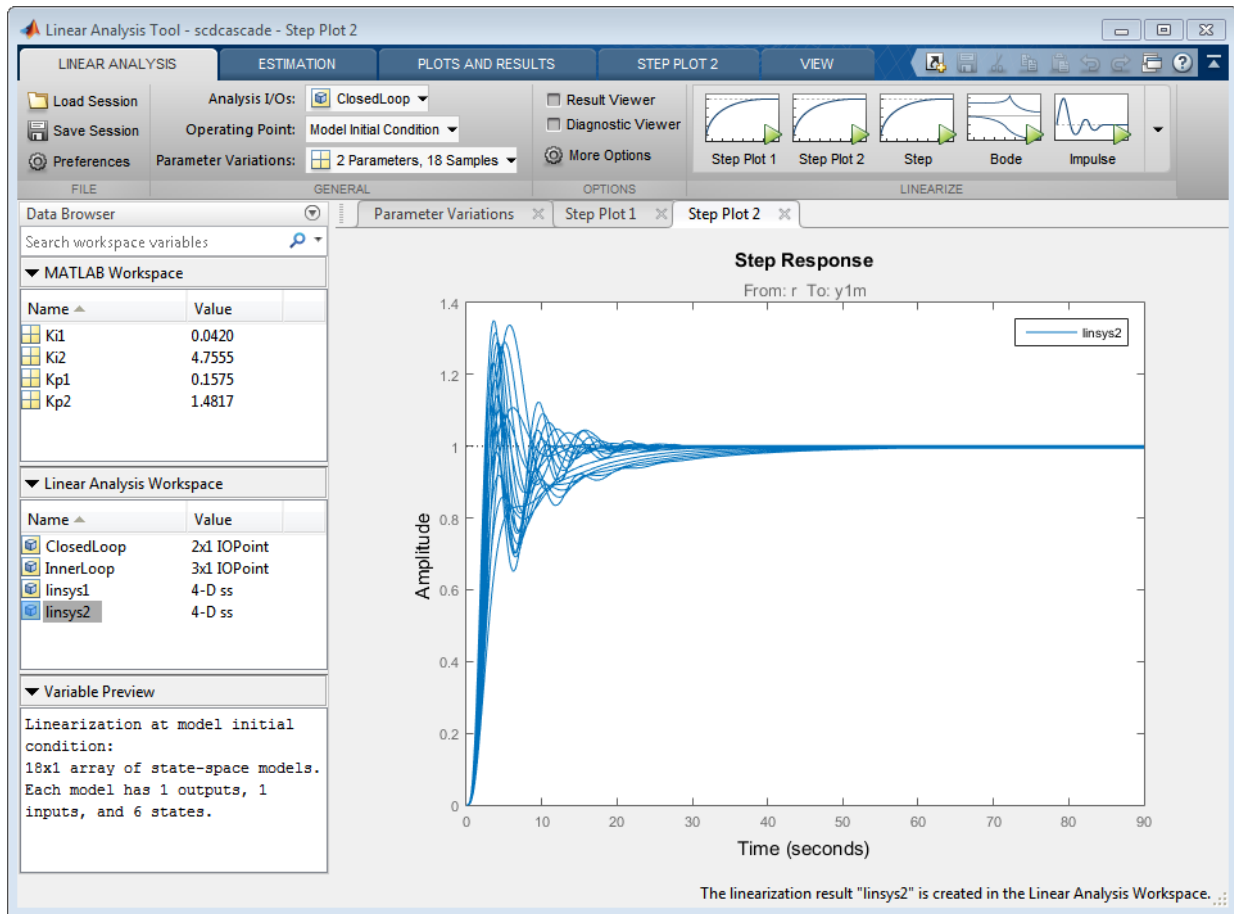 Linear Analysis Tool - scdcascade - Step Plot 2
LINEAR ANALYSIS ESTIMATION PLOTS AND RESULTS STEP PLOT 2 VIEW
Load Session
Save Session
Preferences
FILE
Analysis I/Os: ClosedLoop
Operating Point: Model Initial Condition
Parameter Variations: 2 Parameters, 18 Samples
GENERAL
Result Viewer
Diagnostic Viewer
More Options
OPTIONS
Step Plot 1 Step Plot 2 Step Bode Impulse
LINEARIZE
Data Browser
Search workspace variables
MATLAB Workspace
Name Value
Ki1 0.0420
Ki2 4.7555
Kp1 0.1575
Kp2 1.4817
Linear Analysis Workspace
Name Value
ClosedLoop 2x1 IOPoint
InnerLoop 3x1 IOPoint
linsys1 4-D ss
linsys2 4-D ss
Variable Preview
Linearization at model initial
condition:
18x1 array of state-space models.
Each model has 1 outputs, 1
inputs, and 6 states.
Parameter Variations Step Plot 1 Step Plot 2
Step Response
From: r To: y1m
linsys2
Amplitude
1.4
1.2
1
0.8
0.6
0.4
0.2
0
0 10 20 30 40 50 60 70 80 90
Time (seconds)
The linearization result "linsys2" is created in the Linear Analysis Workspace.